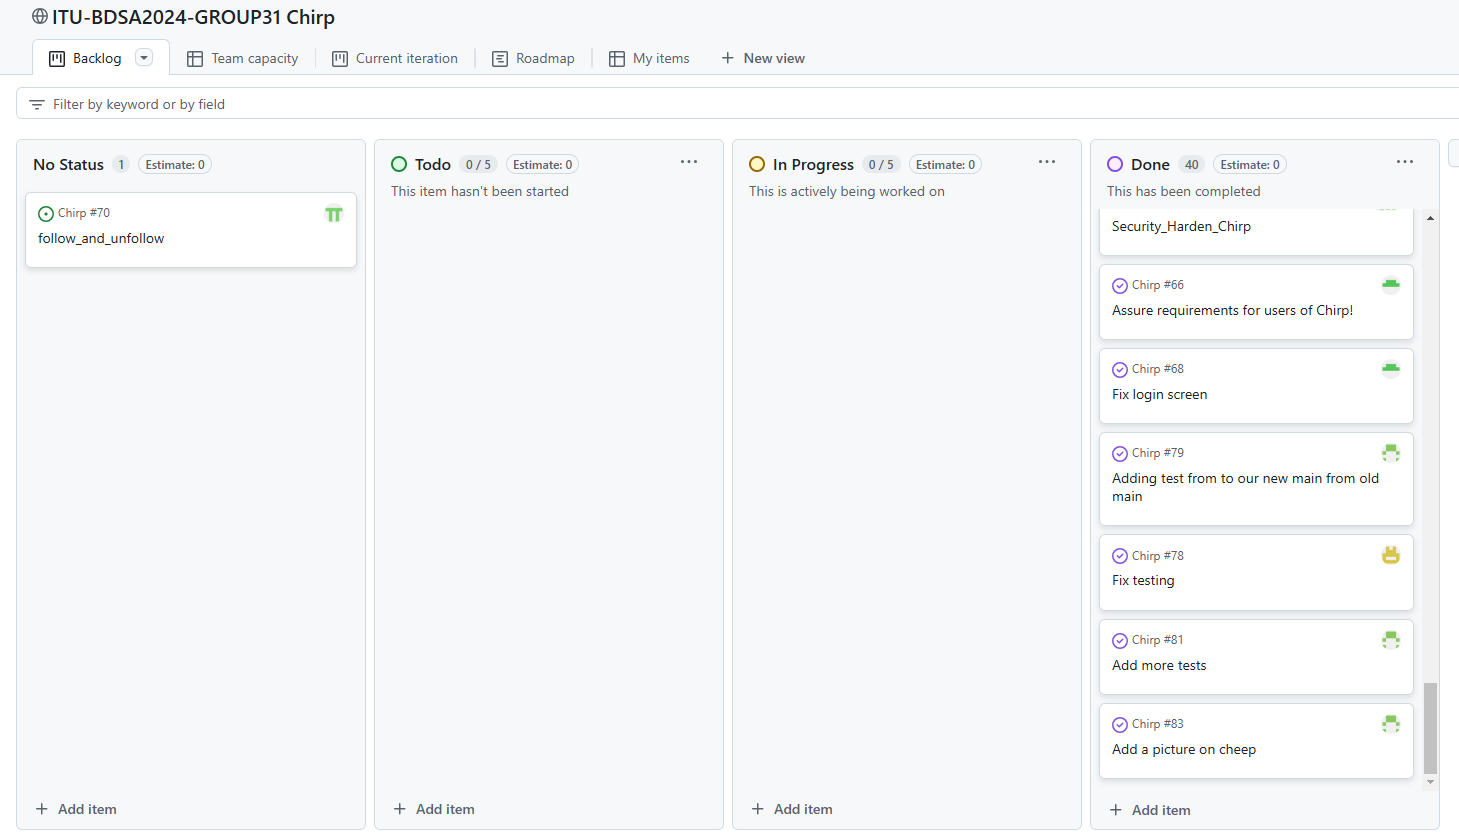 ITU-BDSA2024-GROUP31 Chirp
Backlog
Team capacity
Current iteration
Roadmap
My items
New view
Filter by keyword or by field
No Status 1 Estimate: 0
Chirp #70
follow_and_unfollow
Add item
Todo 0 / 5 Estimate: 0
This item hasn't been started
Add item
In Progress 0 / 5 Estimate: 0
This is actively being worked on
Add item
Done 40 Estimate: 0
This has been completed
Security_Harden_Chirp
Chirp #66
Assure requirements for users of Chirp!
Chirp #68
Fix login screen
Chirp #79
Adding test from to our new main from old
main
Chirp #78
Fix testing
Chirp #81
Add more tests
Chirp #83
Add a picture on cheep
Add item